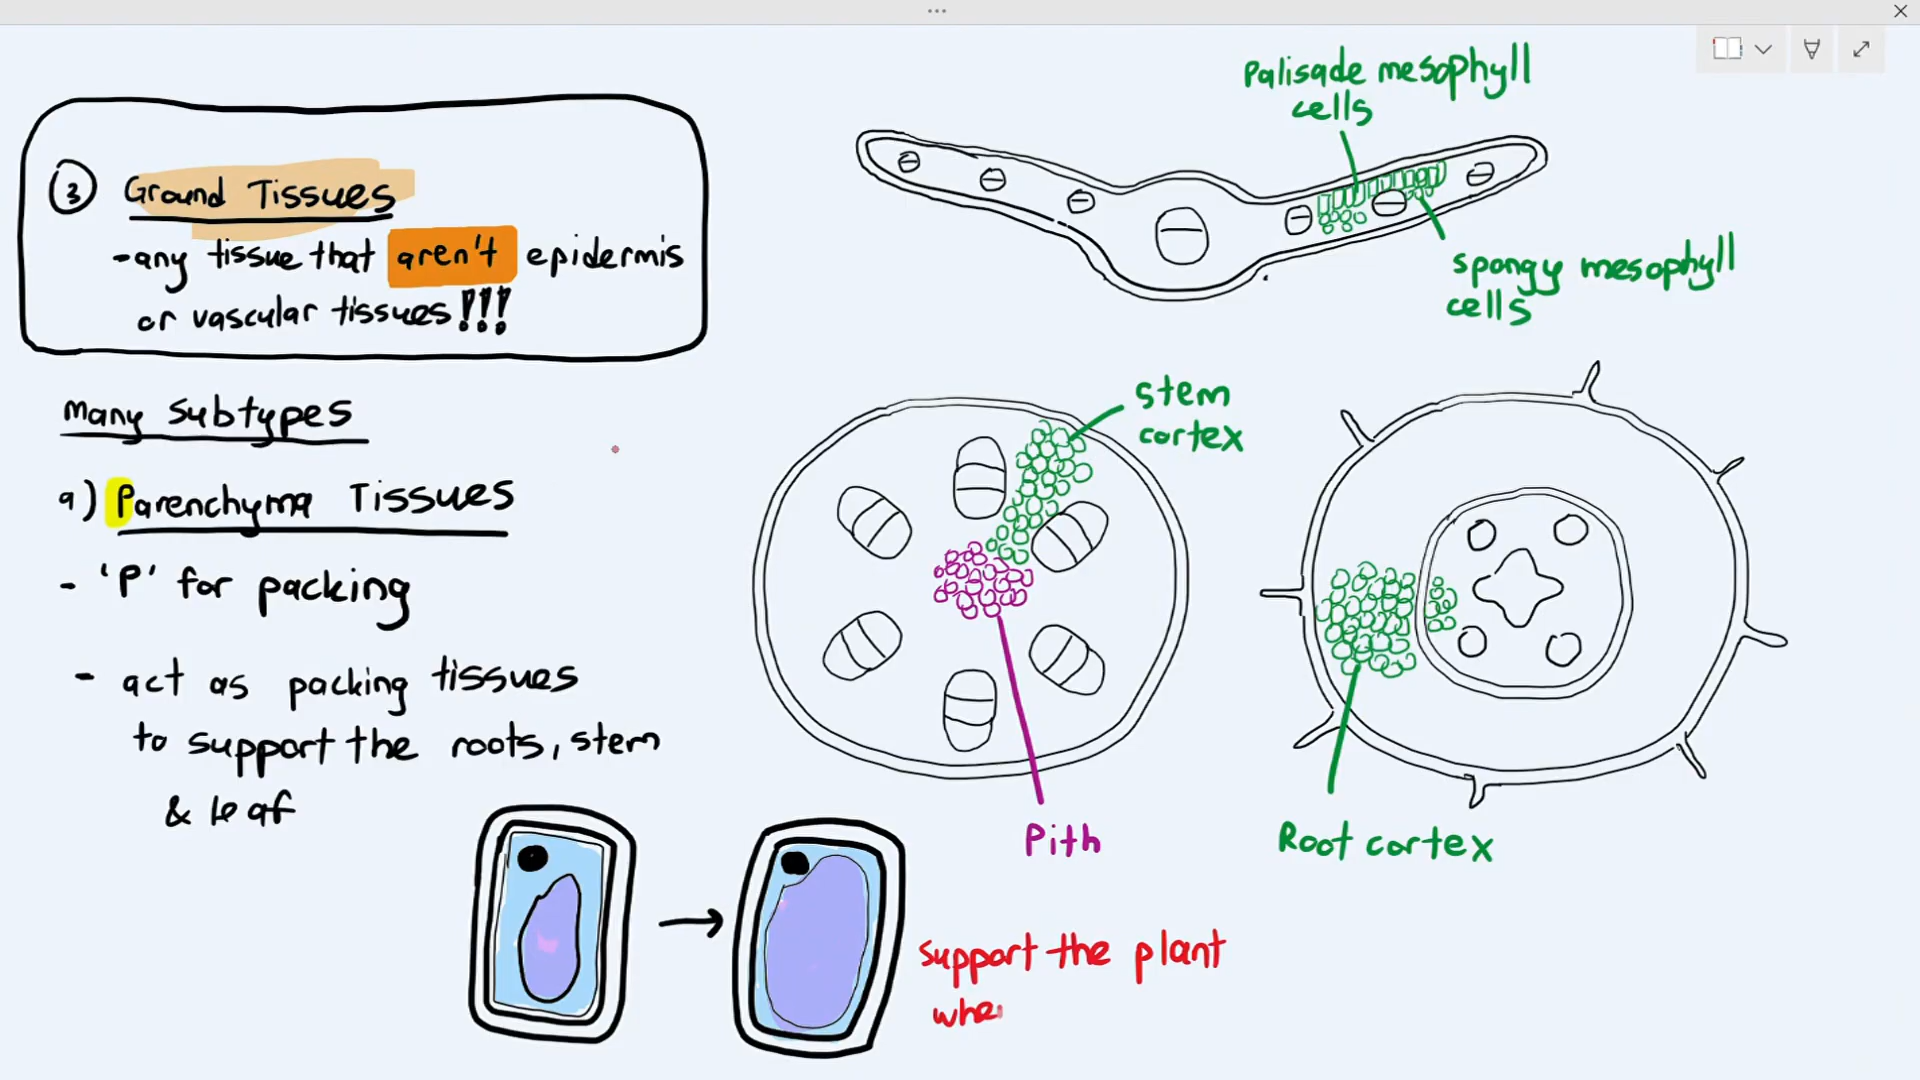 3 Ground Tissues
-any tissue that aren't epidermis
or vascular tissues!!!
Many subtypes
a) Parenchyma Tissues
- 'P' for packing
- act as packing tissues
to support the roots, stem
& leaf
Palisade mesophyll
cells
spongy mesophyll
cells
stem
cortex
Pith
Root cortex
support the plant
whe